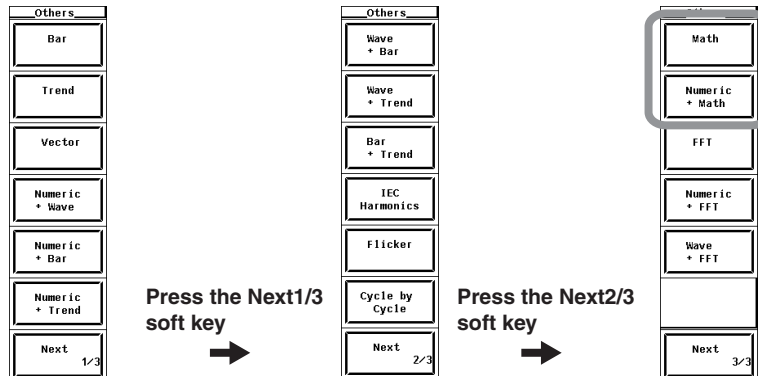 Others
Bar
Trend
Vector
Numeric
+ Wave
Numeric
+ Bar
Numeric
+ Trend
Next
1/3
Press the Next1/3
soft key
Others
Wave
+ Bar
Wave
+ Trend
Bar
+ Trend
IEC
Harmonics
Flicker
Cycle by
Cycle
Next
2/3
Press the Next2/3
soft key
Math
Numeric
+ Math
FFT
Numeric
+ FFT
Wave
+ FFT
Next
3/3